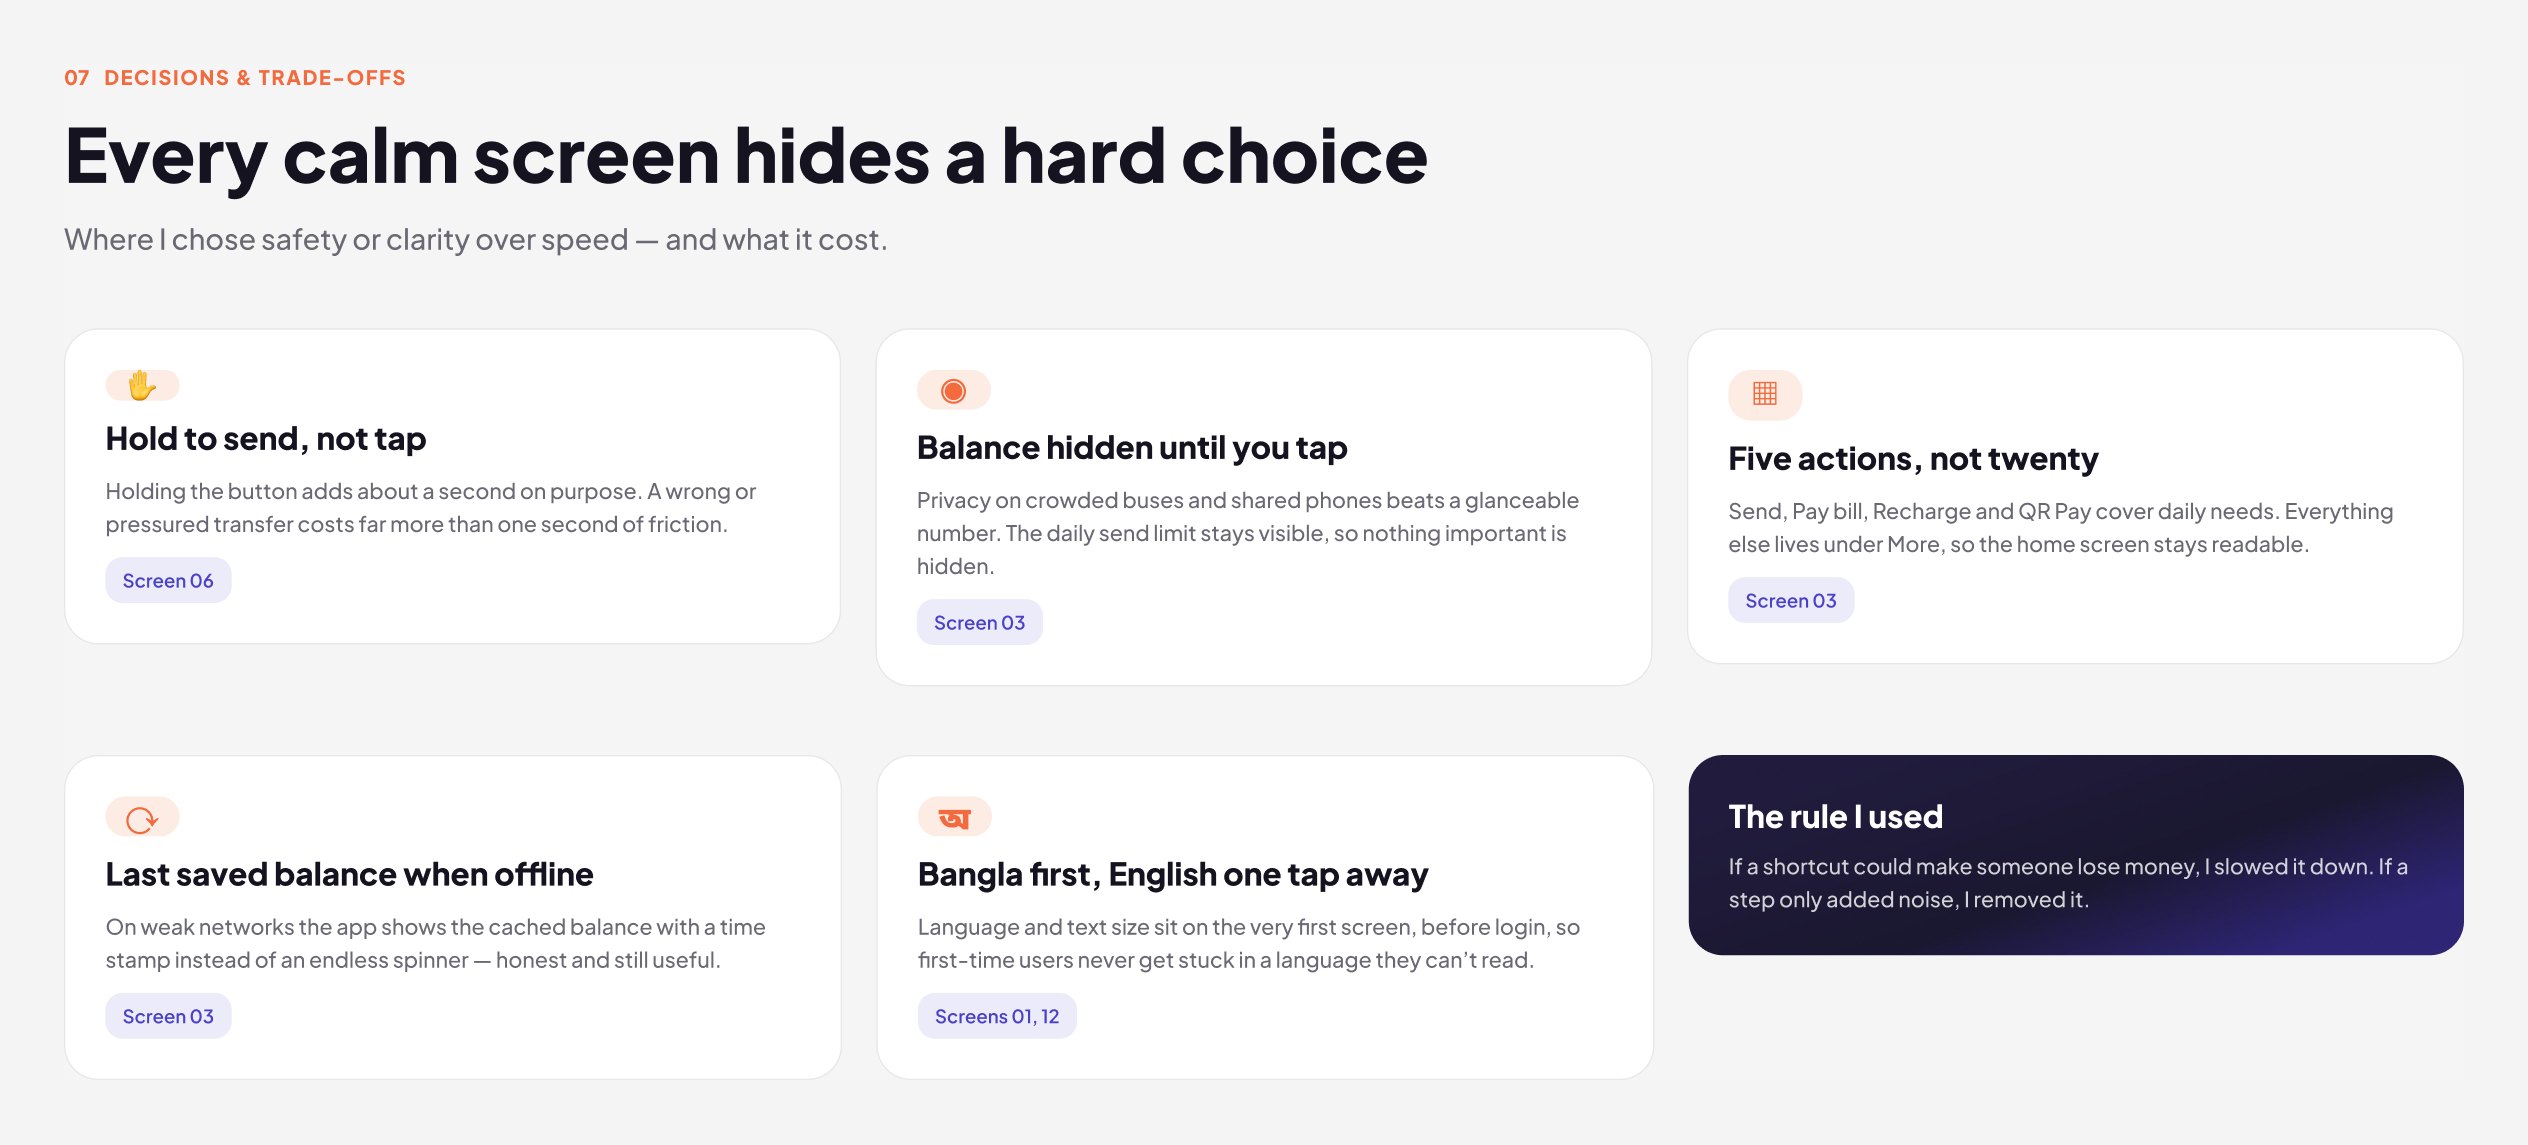 07 DECISIONS & TRADE-OFFS
Every calm screen hides a hard choice
Where I chose safety or clarity over speed — and what it cost.
Hold to send, not tap
Holding the button adds about a second on purpose. A wrong or
pressured transfer costs far more than one second of friction.
Screen 06
Balance hidden until you tap
Privacy on crowded buses and shared phones beats a glanceable
number. The daily send limit stays visible, so nothing important is
hidden.
Screen 03
Five actions, not twenty
Send, Pay bill, Recharge and QR Pay cover daily needs. Everything
else lives under More, so the home screen stays readable.
Screen 03
Last saved balance when offline
On weak networks the app shows the cached balance with a time
stamp instead of an endless spinner — honest and still useful.
Screen 03
অ
Bangla first, English one tap away
Language and text size sit on the very first screen, before login, so
first-time users never get stuck in a language they can’t read.
Screens 01, 12
The rule I used
If a shortcut could make someone lose money, I slowed it down. If a
step only added noise, I removed it.